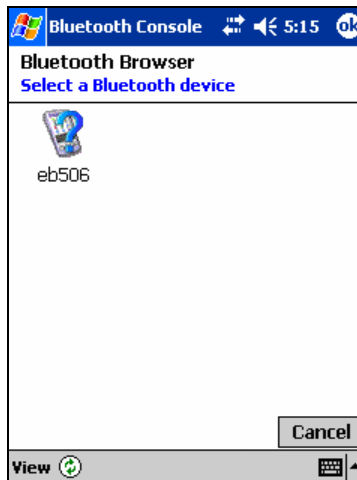 Bluetooth Console 5:15 ok
Bluetooth Browser
Select a Bluetooth device
eb506
Cancel
View